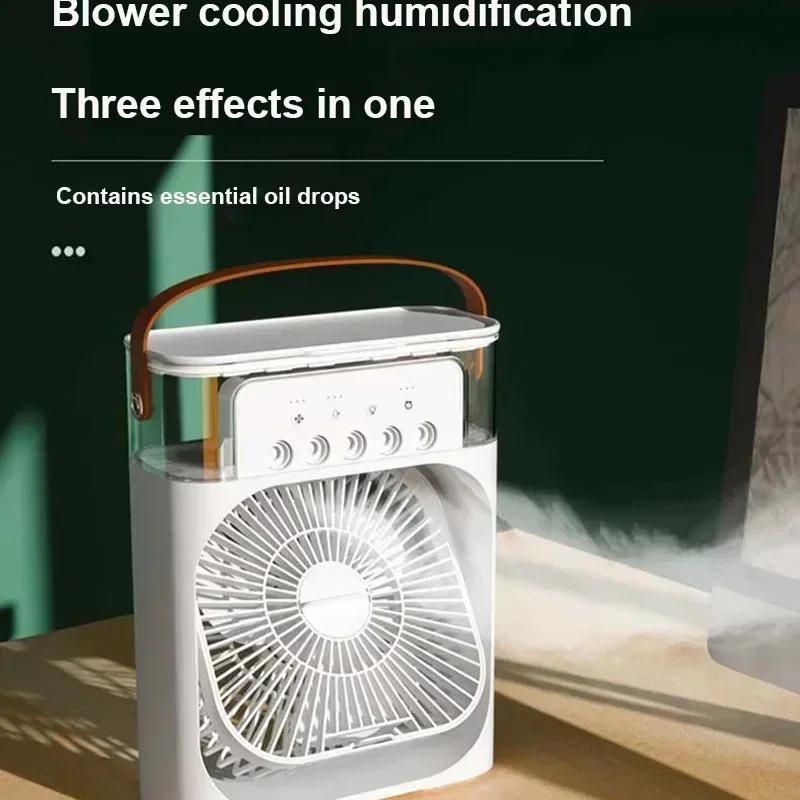 Blower cooling humidification
Three effects in one
Contains essential oil drops